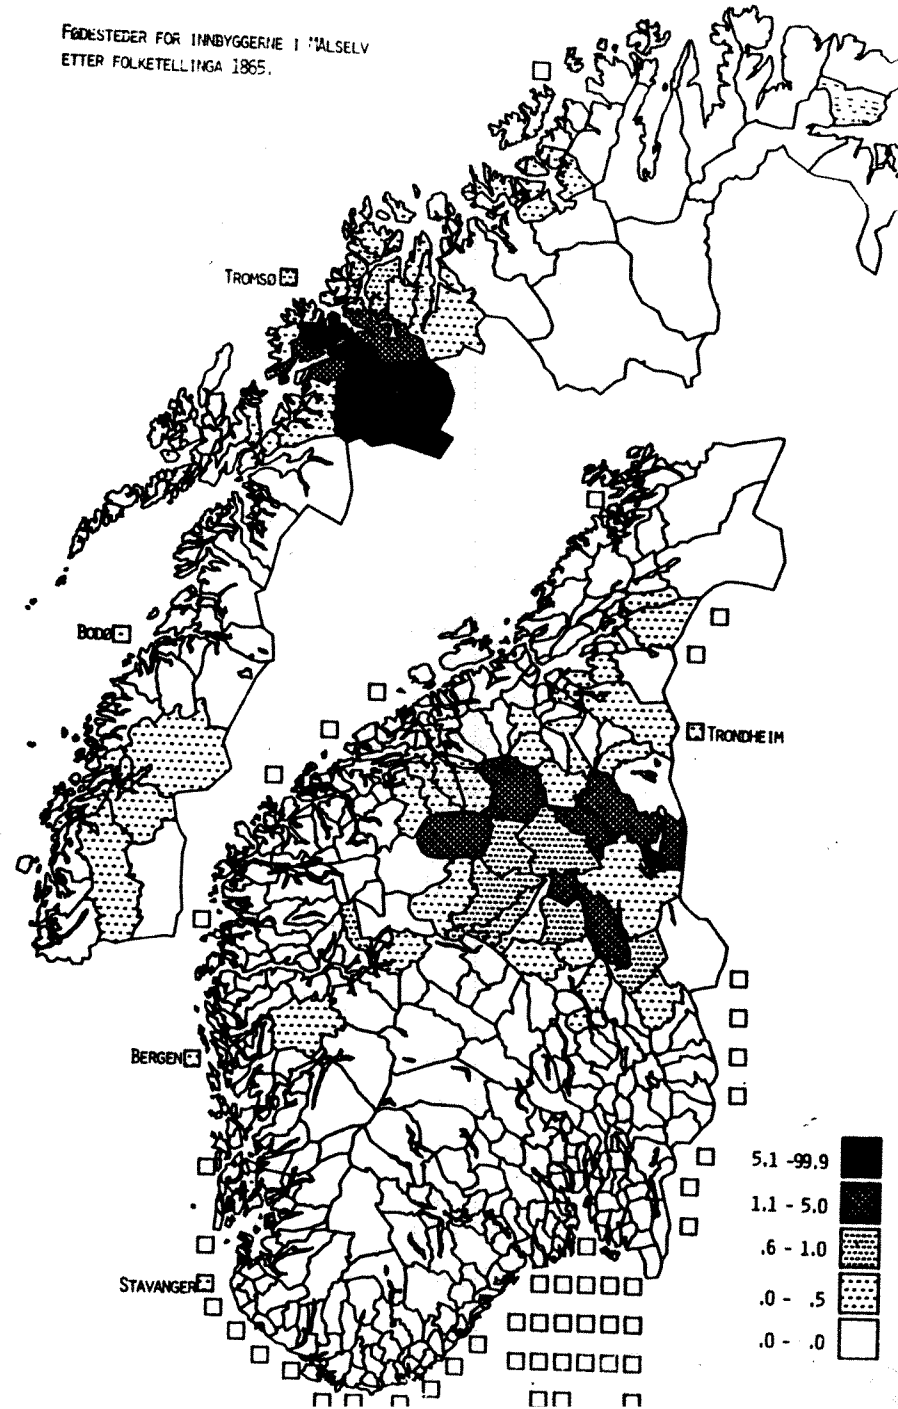 FØDESTEDER FOR INNBYGGERNE I MÅLSELV
ETTER FOLKETELLINGA 1865.
TROMSØ
BODØ
TRONDHEIM
BERGEN
STAVANGER
5.1 -99.9
1.1 - 5.0
.6 - 1.0
.0 - .5
.0 - .0